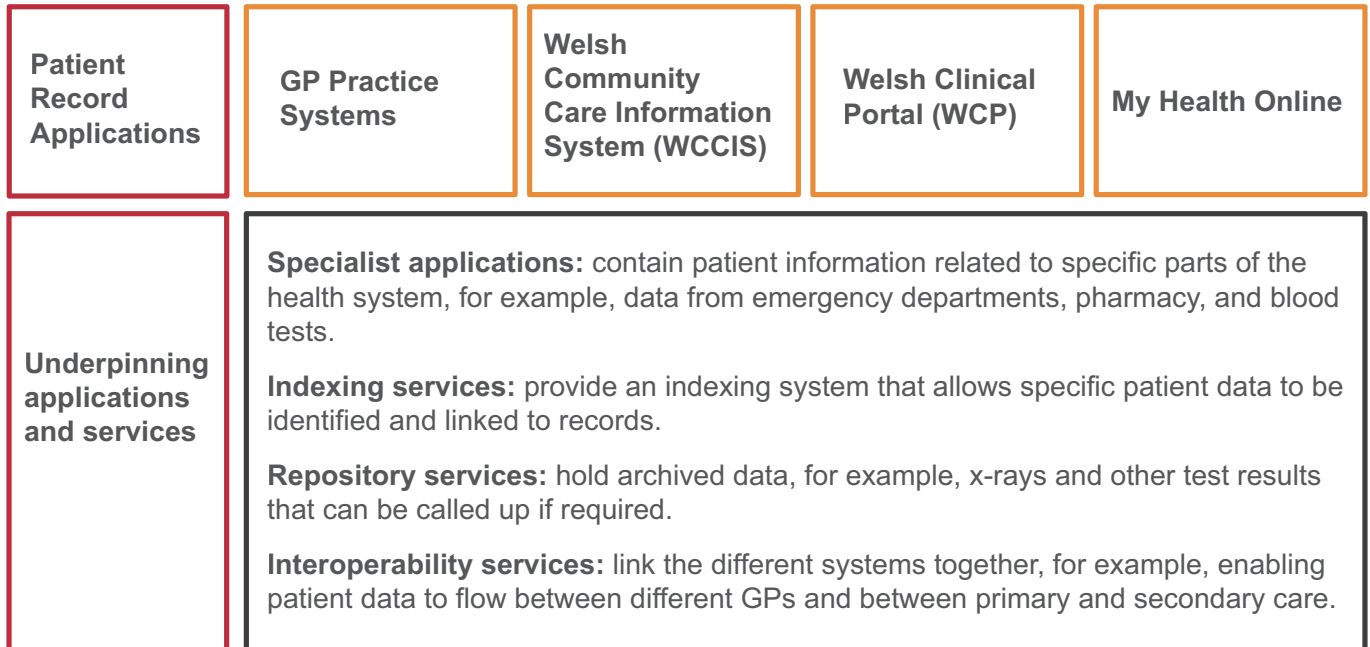 Patient
Record
Applications
GP Practice
Systems
Welsh
Community
Care Information
System (WCCIS)
Welsh Clinical
Portal (WCP)
My Health Online
Underpinning
applications
and services
Specialist applications: contain patient information related to specific parts of the
health system, for example, data from emergency departments, pharmacy, and blood
tests.
Indexing services: provide an indexing system that allows specific patient data to be
identified and linked to records.
Repository services: hold archived data, for example, x-rays and other test results
that can be called up if required.
Interoperability services: link the different systems together, for example, enabling
patient data to flow between different GPs and between primary and secondary care.